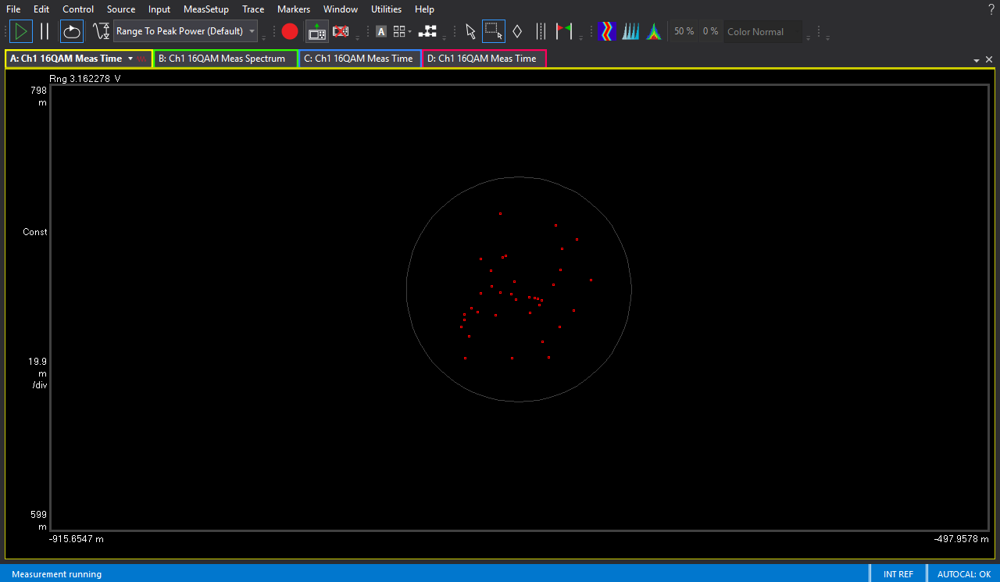 File Edit Control Source Input MeasSetup Trace Markers Window Utilities Help ?
Range To Peak Power (Default) A 50 % 0 % Color Normal
A: Ch1 16QAM Meas Time B: Ch1 16QAM Meas Spectrum C: Ch1 16QAM Meas Time D: Ch1 16QAM Meas Time
Rng 3.162278 V
798
m
Const
19.9
m
/div
599
m
-915.6547 m -497.9578 m
Measurement running INT REF AUTOCAL: OK